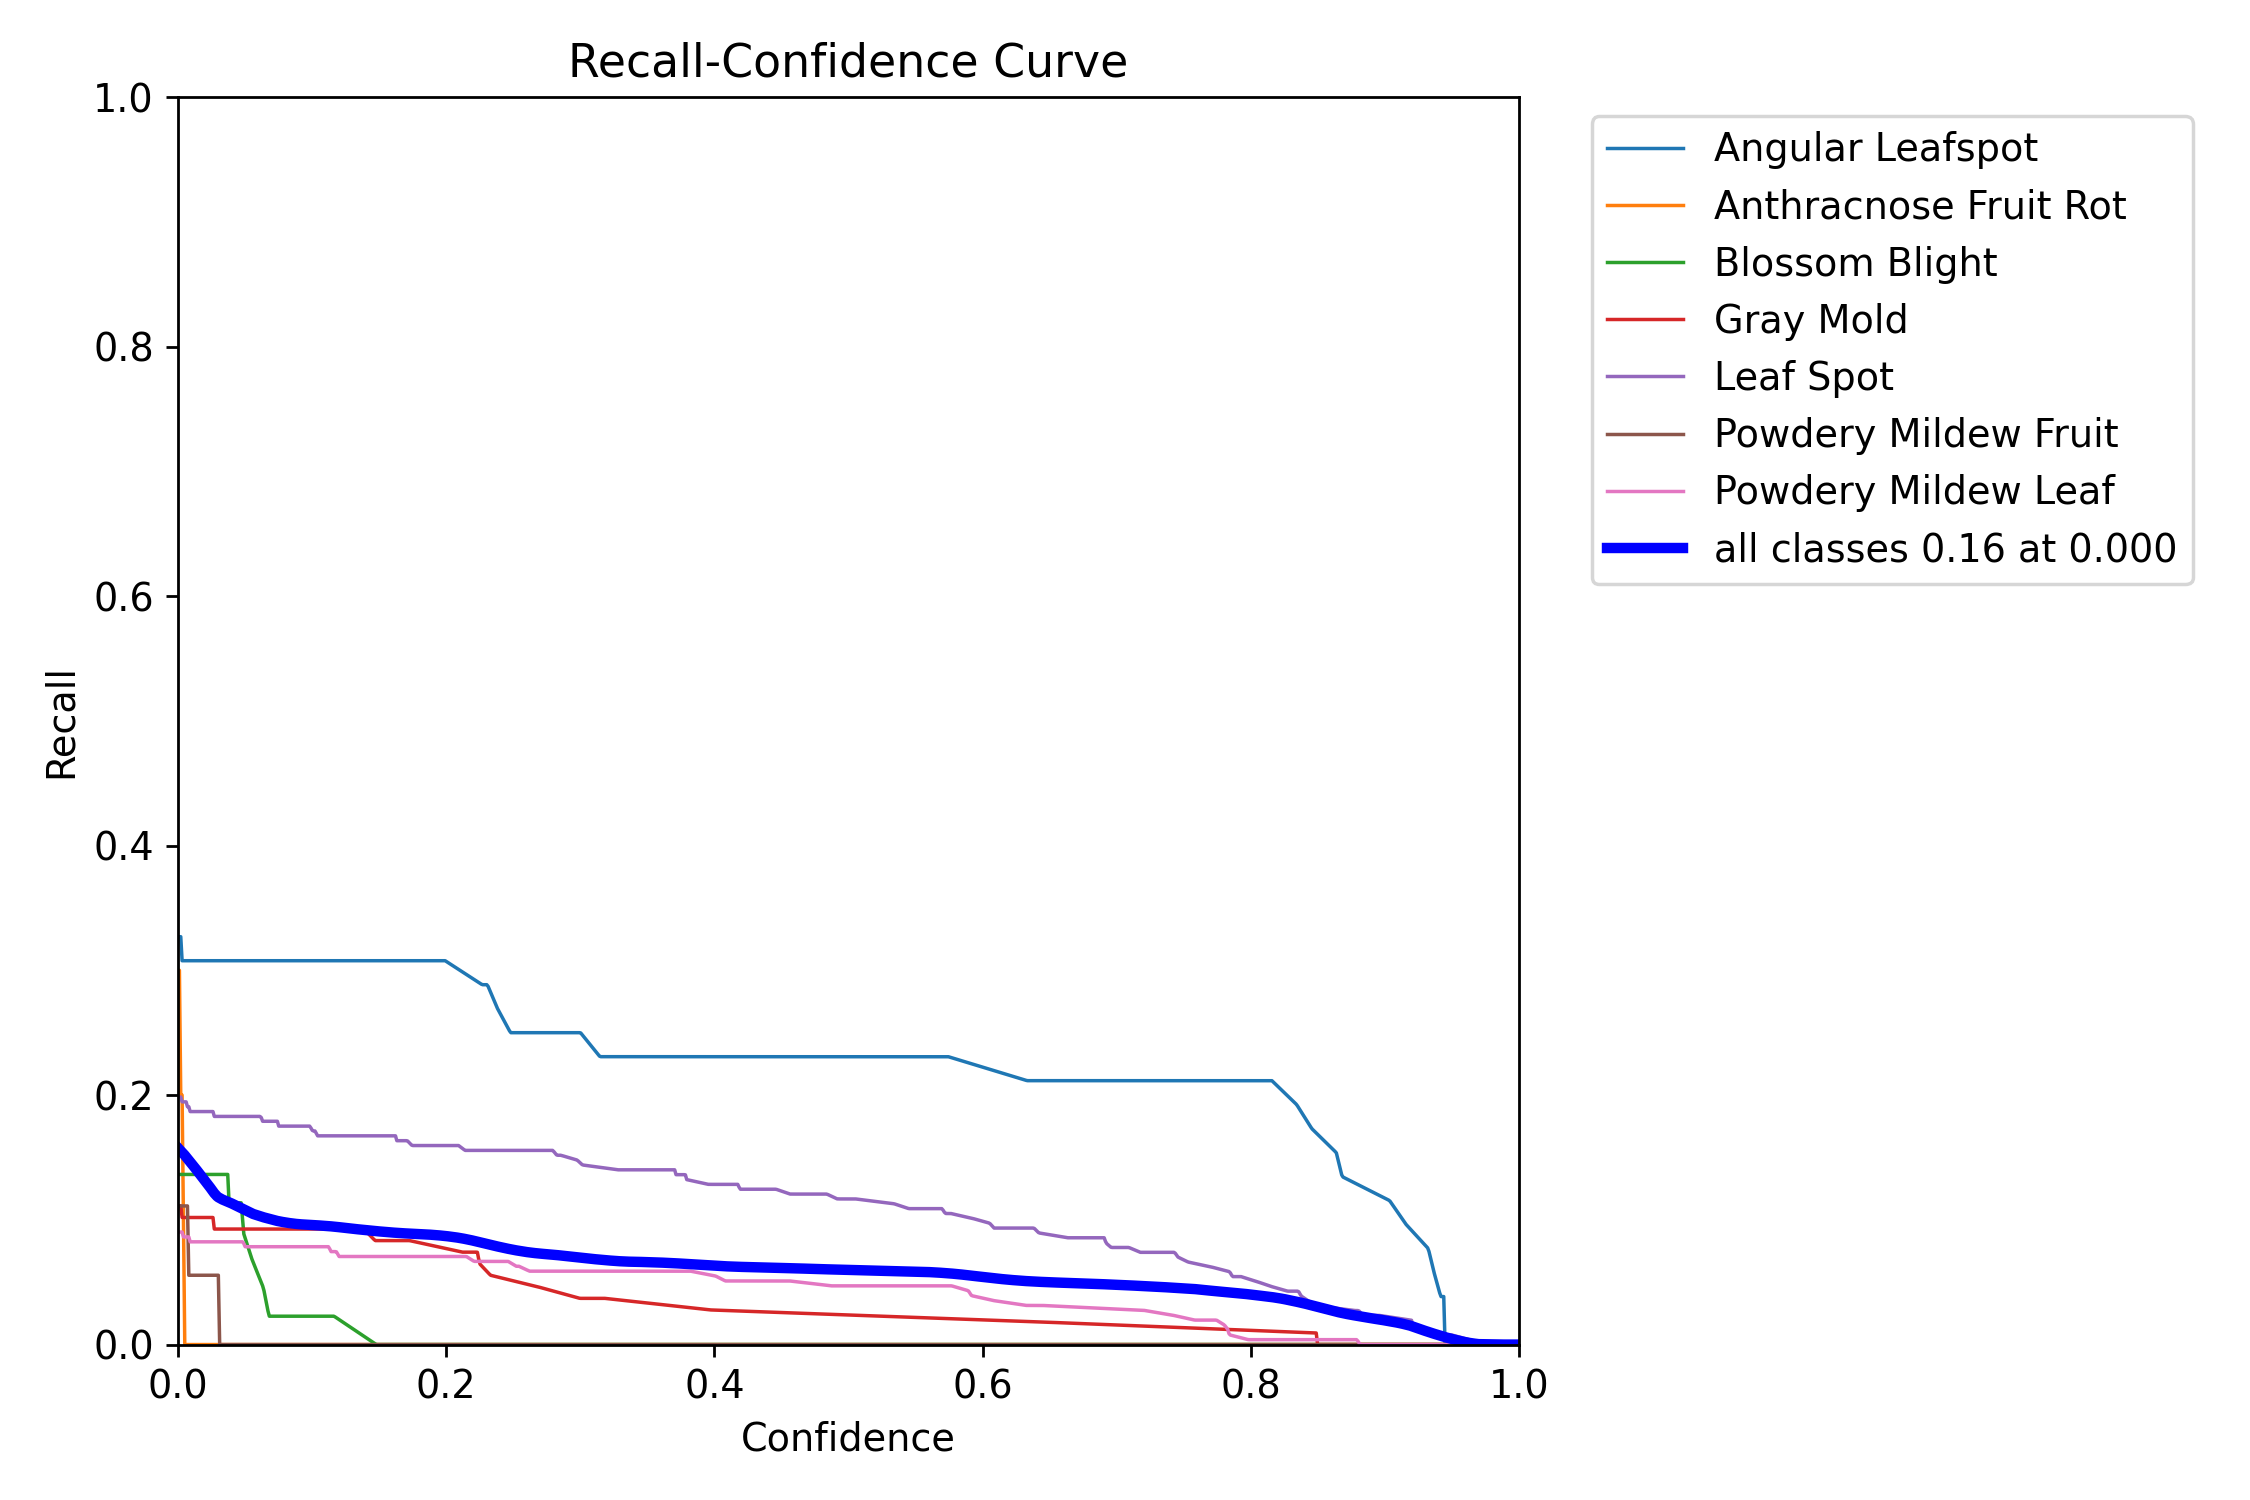 Recall-Confidence Curve
1.0
0.8
0.6
0.4
0.2
0.0
Recall
0.0 0.2 0.4 0.6 0.8 1.0
Confidence
Angular Leafspot
Anthracnose Fruit Rot
Blossom Blight
Gray Mold
Leaf Spot
Powdery Mildew Fruit
Powdery Mildew Leaf
all classes 0.16 at 0.000